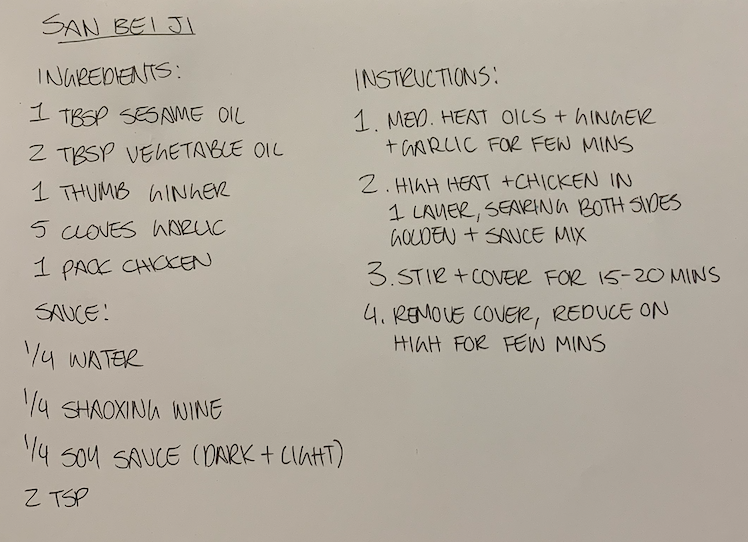 SAN BEI JI
INGREDIENTS:
1 TBSP SESAME OIL
2 TBSP VEGETABLE OIL
1 THUMB GINGER
5 CLOVES GARLIC
1 PACK CHICKEN
SAUCE:
1/4 WATER
1/4 SHAOXING WINE
1/4 SOY SAUCE (DARK + LIGHT)
2 TSP
INSTRUCTIONS:
1. MED. HEAT OILS + GINGER
+ GARLIC FOR FEW MINS
2. HIGH HEAT + CHICKEN IN
1 LAYER, SEARING BOTH SIDES
GOLDEN + SAUCE MIX
3. STIR + COVER FOR 15-20 MINS
4. REMOVE COVER, REDUCE ON
HIGH FOR FEW MINS